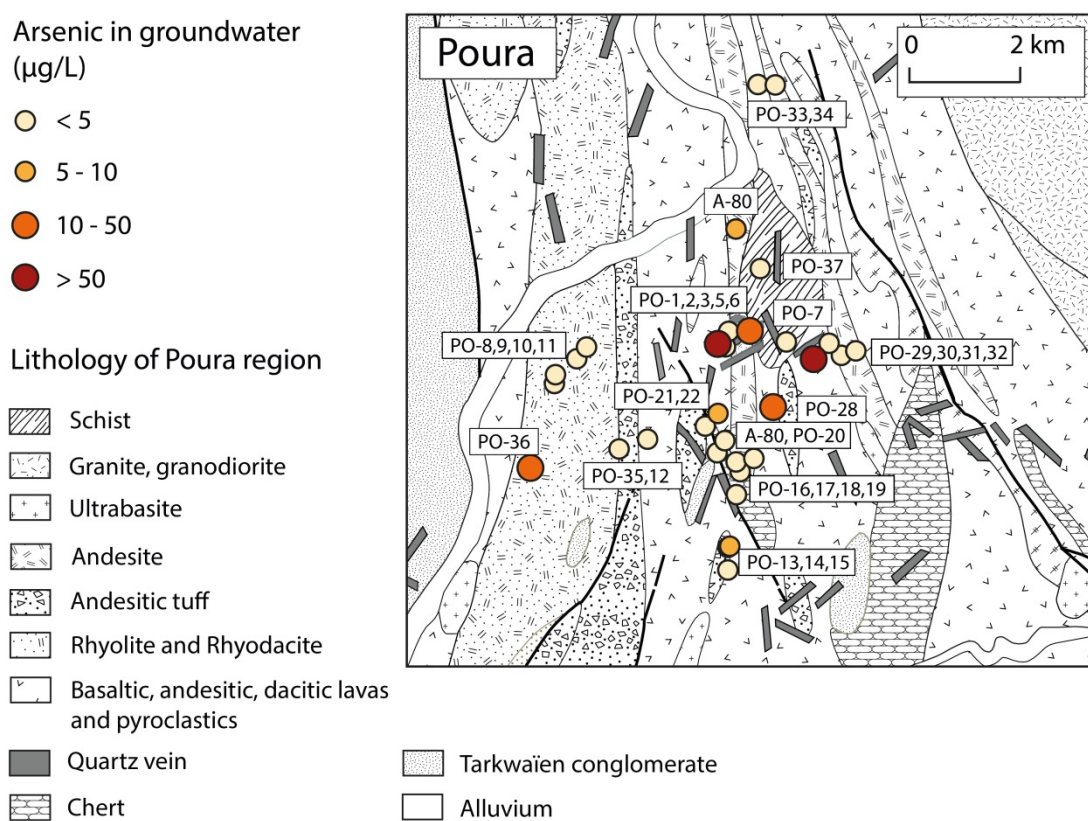 Arsenic in groundwater
(µg/L)
< 5
5 - 10
10 - 50
> 50
Lithology of Poura region
Schist
Granite, granodiorite
Ultrabasite
Andesite
Andesitic tuff
Rhyolite and Rhyodacite
Basaltic, andesitic, dacitic lavas
and pyroclastics
Quartz vein
Chert
Tarkwaïen conglomerate
Alluvium
Poura
0 2 km
PO-33,34
A-80
PO-37
PO-1,2,3,5,6
PO-7
PO-8,9,10,11
PO-29,30,31,32
PO-21,22
PO-28
PO-36
A-80, PO-20
PO-35,12
PO-16,17,18,19
PO-13,14,15